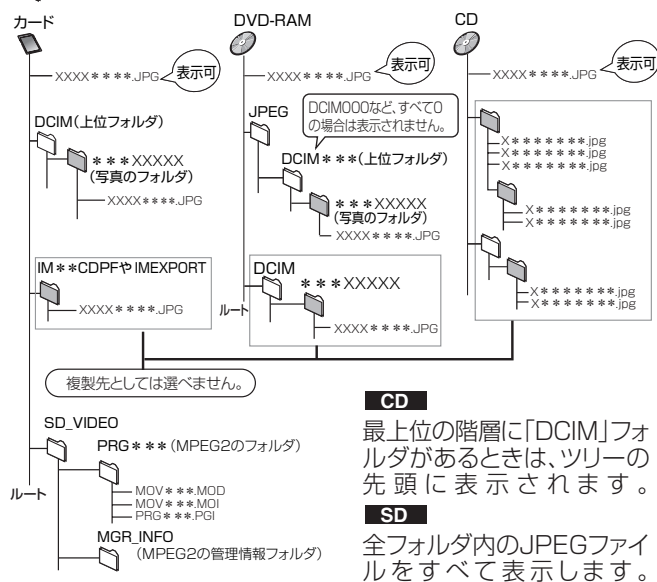 カード
XXXX＊＊＊＊.JPG
表示可
DCIM（上位フォルダ）
＊＊＊XXXXX
（写真のフォルダ）
XXXX＊＊＊＊.JPG
IM＊＊CDPFや IMEXPORT
XXXX＊＊＊＊.JPG
DVD-RAM
XXXX＊＊＊＊.JPG
表示可
JPEG
DCIM000など、すべて0
の場合は表示されません。
DCIM＊＊＊（上位フォルダ）
＊＊＊XXXXX
（写真のフォルダ）
XXXX＊＊＊＊.JPG
DCIM
＊＊＊XXXXX
XXXX＊＊＊＊.JPG
ルート
CD
XXXX＊＊＊＊.JPG
表示可
X＊＊＊＊＊＊＊.jpg
X＊＊＊＊＊＊＊.jpg
X＊＊＊＊＊＊＊.jpg
X＊＊＊＊＊＊＊.jpg
X＊＊＊＊＊＊＊.jpg
X＊＊＊＊＊＊＊.jpg
X＊＊＊＊＊＊＊.jpg
複製先としては選べません。
SD_VIDEO
PRG＊＊＊（MPEG2のフォルダ）
MOV＊＊＊.MOD
MOV＊＊＊.MOI
PRG＊＊＊.PGI
ルート
MGR_INFO
（MPEG2の管理情報フォルダ）
CD
最上位の階層に「DCIM」フォ
ルダがあるときは、ツリーの
先頭に表示されます。
SD
全フォルダ内のJPEGファイ
ルをすべて表示します。